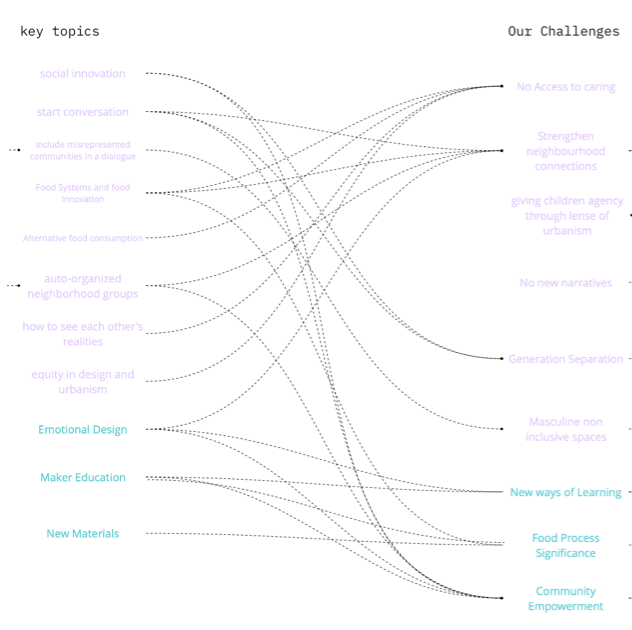 key topics
social innovation
start conversation
include misrepresented
communities in a dialogue
Food Systems and food
Innovation
Alternative food consumption
auto-organized
neighborhood groups
how to see each other's
realities
equity in design and
urbanism
Emotional Design
Maker Education
New Materials
Our Challenges
No Access to caring
Strengthen
neighbourhood
connections
giving children agency
through lense of
urbanism
No new narratives
Generation Separation
Masculine non
inclusive spaces
New ways of Learning
Food Process
Significance
Community
Empowerment